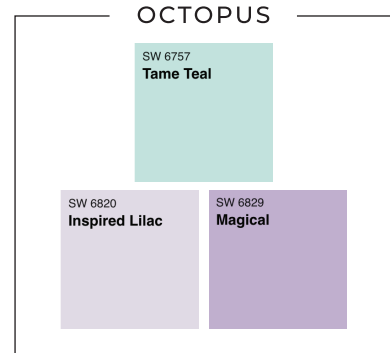 OCTOPUS
SW 6757
Tame Teal
SW 6820
Inspired Lilac
SW 6829
Magical